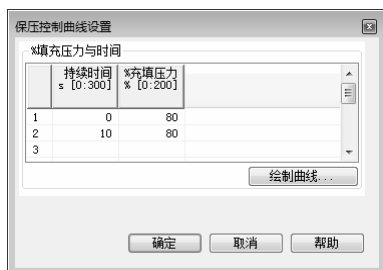 保压控制曲线设置
%填充压力与时间
持续时间 %充填压力
s [0:300] % [0:200]
1 0 80
2 10 80
3
绘制曲线...
确定 取消 帮助